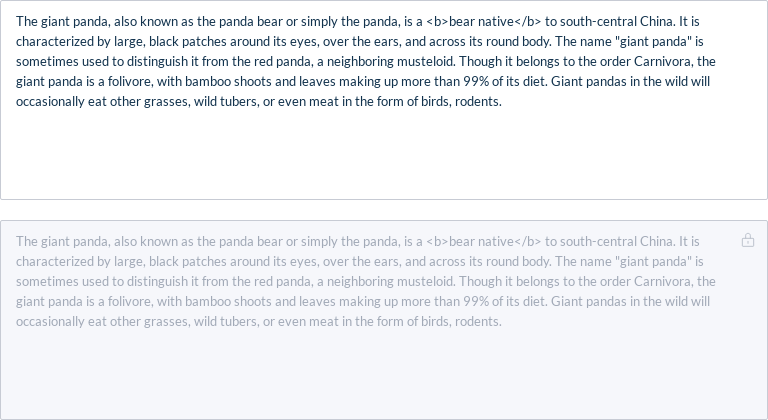 The giant panda, also known as the panda bear or simply the panda, is a <b>bear native</b> to south-central China. It is
characterized by large, black patches around its eyes, over the ears, and across its round body. The name "giant panda" is
sometimes used to distinguish it from the red panda, a neighboring musteloid. Though it belongs to the order Carnivora, the
giant panda is a folivore, with bamboo shoots and leaves making up more than 99% of its diet. Giant pandas in the wild will
occasionally eat other grasses, wild tubers, or even meat in the form of birds, rodents.
The giant panda, also known as the panda bear or simply the panda, is a <b>bear native</b> to south-central China. It is
characterized by large, black patches around its eyes, over the ears, and across its round body. The name "giant panda" is
sometimes used to distinguish it from the red panda, a neighboring musteloid. Though it belongs to the order Carnivora, the
giant panda is a folivore, with bamboo shoots and leaves making up more than 99% of its diet. Giant pandas in the wild will
occasionally eat other grasses, wild tubers, or even meat in the form of birds, rodents.